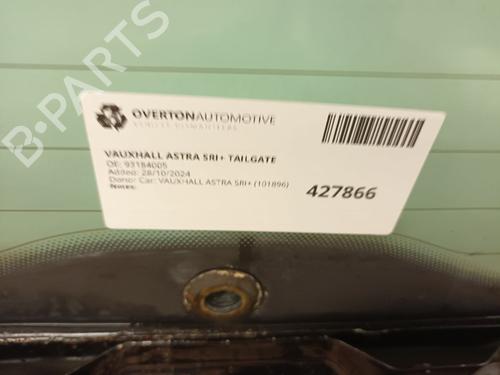 B-PARTS
OVERTONAUTOMOTIVE
VEHICLE DISMANTLERS
VAUXHALL ASTRA SRI+ TAILGATE
OE: 93184005
Added: 28/10/2024
Donor Car: VAUXHALL ASTRA SRI+ (101896)
Notes:
427866